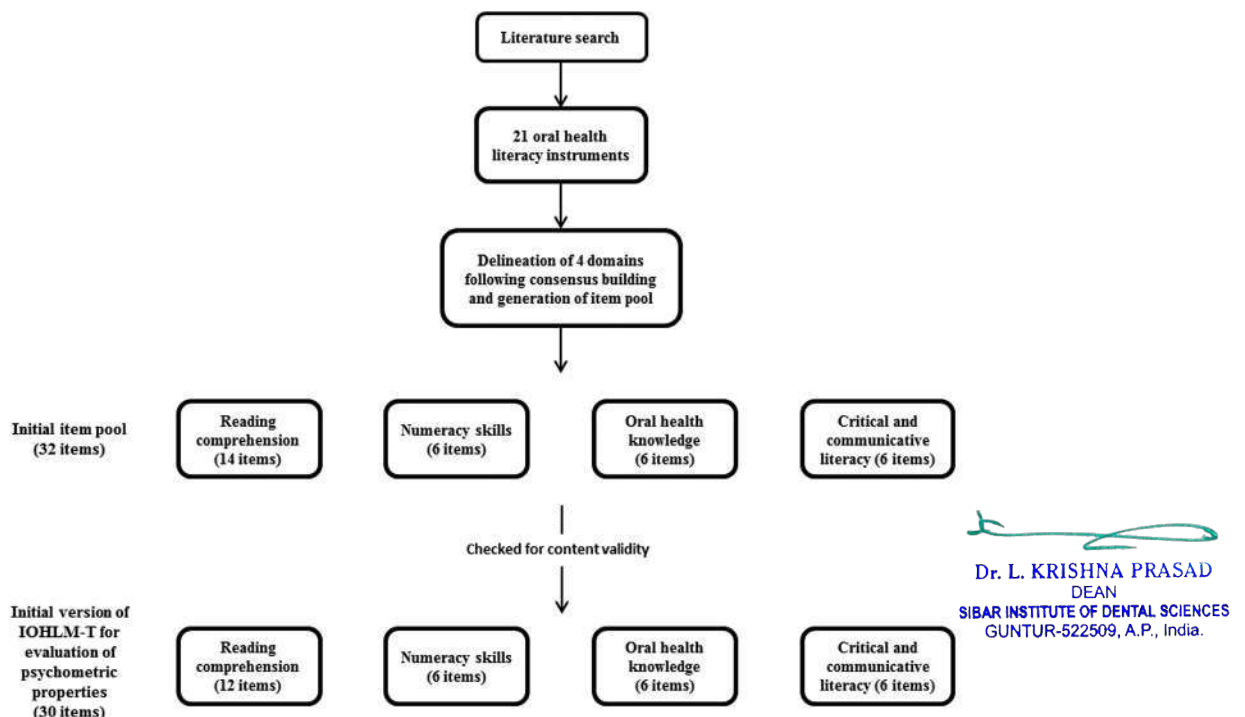 Literature search
21 oral health
literacy instruments
Delineation of 4 domains
following consensus building
and generation of item pool
Initial item pool
(32 items)
Reading
comprehension
(14 items)
Numeracy skills
(6 items)
Oral health
knowledge
(6 items)
Critical and
communicative
literacy (6 items)
Checked for content validity
Dr. L. KRISHNA PRASAD
DEAN
SIBAR INSTITUTE OF DENTAL SCIENCES
GUNTUR-522509, A.P., India.
Initial version of
IOHLM-T for
evaluation of
psychometric
properties
(30 items)
Reading
comprehension
(12 items)
Numeracy skills
(6 items)
Oral health
knowledge
(6 items)
Critical and
communicative
literacy (6 items)